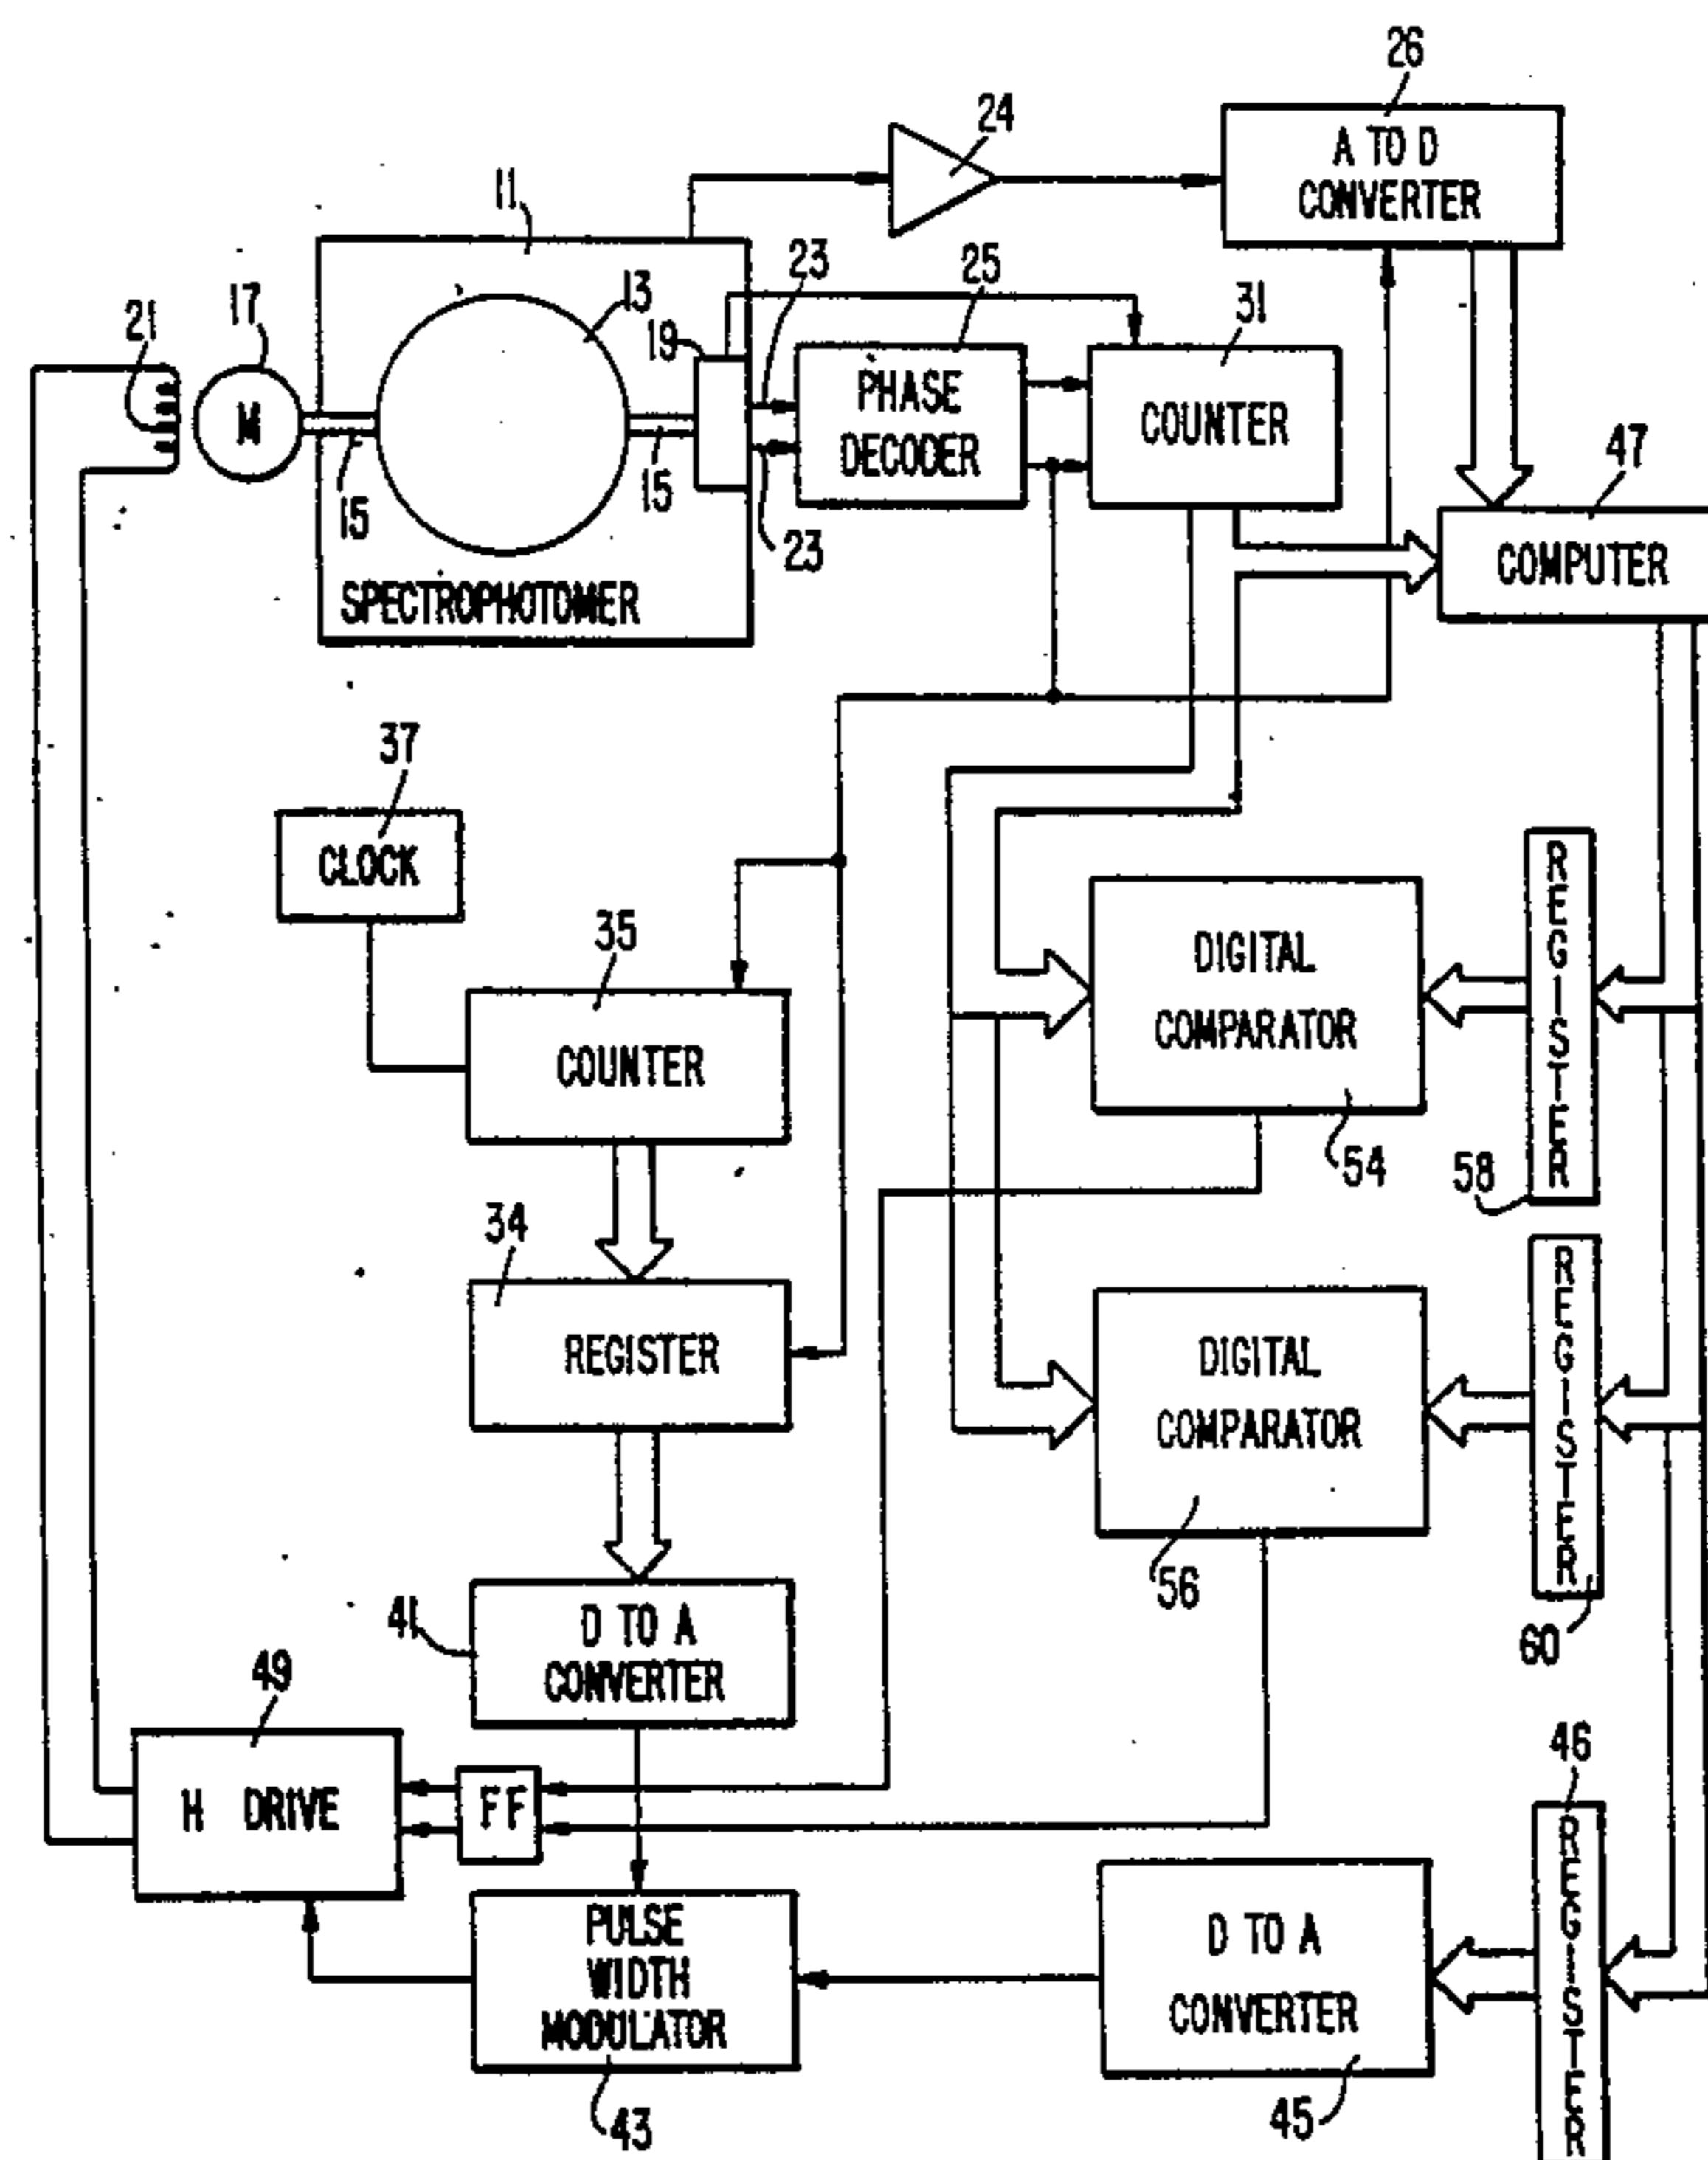 26
24
A TO D
CONVERTER
11
23
25
13
31
17
21
19
M
PHASE
DECODER
COUNTER
47
15
15
23
COMPUTER
SPECTROPHOTOMER
37
CLOCK
REGISTER
35
DIGITAL
COMPARATOR
COUNTER
54
58
34
REGISTER
REGISTER
DIGITAL
COMPARATOR
56
41
D TO A
CONVERTER
60
49
46
H DRIVE
FF
REGISTER
PULSE
WIDTH
MODULATOR
D TO A
CONVERTER
43
45